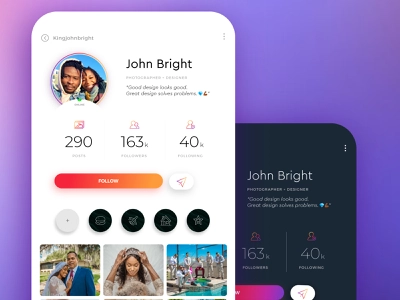 Kingjohnbright
John Bright
PHOTOGRAPHER • DESIGNER
"Good design looks good.
Great design solves problems.
290
163k
40k
POSTS
FOLLOWERS
FOLLOWING
FOLLOW
+
John Bright
PHOTOGRAPHER • DESIGNER
"Good design looks good.
Great design solves problems.
163k
40k
FOLLOWERS
FOLLOWING